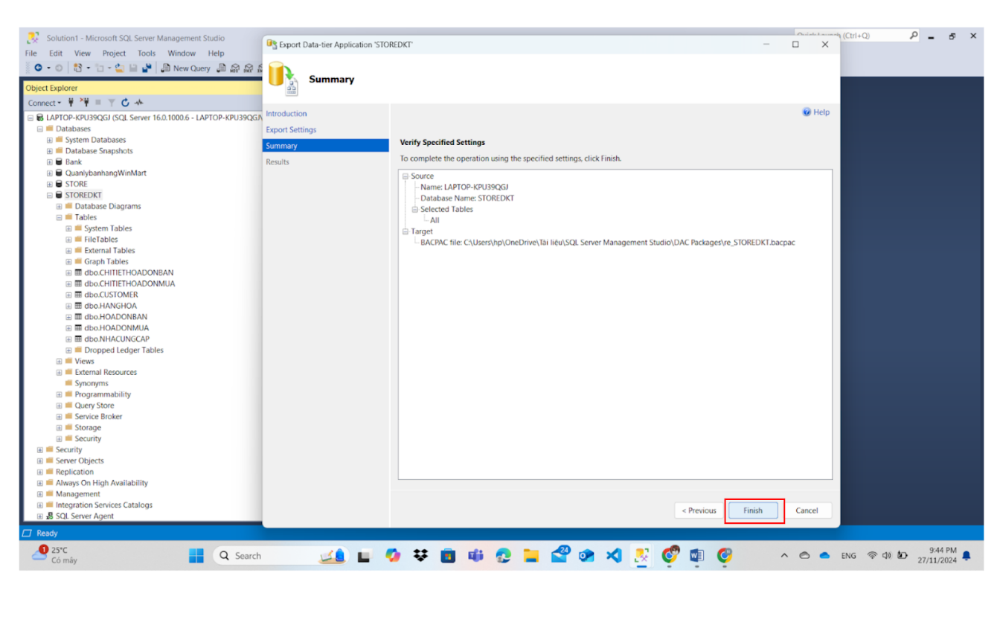 Solution1 - Microsoft SQL Server Management Studio
(Ctrl+Q)
File Edit View Project Tools Window Help
New Query
Export Data-tier Application 'STOREDKT'
Summary
Object Explorer
Connect
LAPTOP-KPU39QGJ (SQL Server 16.0.1000.6 - LAPTOP-KPU39QGJ\
Databases
System Databases
Database Snapshots
Bank
QuanlybanhangWinMart
STORE
STOREDKT
Database Diagrams
Tables
System Tables
FileTables
External Tables
Graph Tables
dbo.CHITIETHOADONBAN
dbo.CHITIETHOADONMUA
dbo.CUSTOMER
dbo.HANGHOA
dbo.HOADONBAN
dbo.HOADONMUA
dbo.NHACUNGCAP
Dropped Ledger Tables
Views
External Resources
Synonyms
Programmability
Query Store
Service Broker
Storage
Security
Security
Server Objects
Replication
Always On High Availability
Management
Integration Services Catalogs
SQL Server Agent
Introduction
Export Settings
Summary
Results
Help
Verify Specified Settings
To complete the operation using the specified settings, click Finish.
Source
Name: LAPTOP-KPU39QGJ
Database Name: STOREDKT
Selected Tables
All
Target
BACPAC file: C:\Users\hp\OneDrive\Tài liệu\SQL Server Management Studio\DAC Packages\re_STOREDKT.bacpac
< Previous Finish Cancel
Ready
1
25°C
Có mây
Search
24
ENG
9:44 PM
27/11/2024